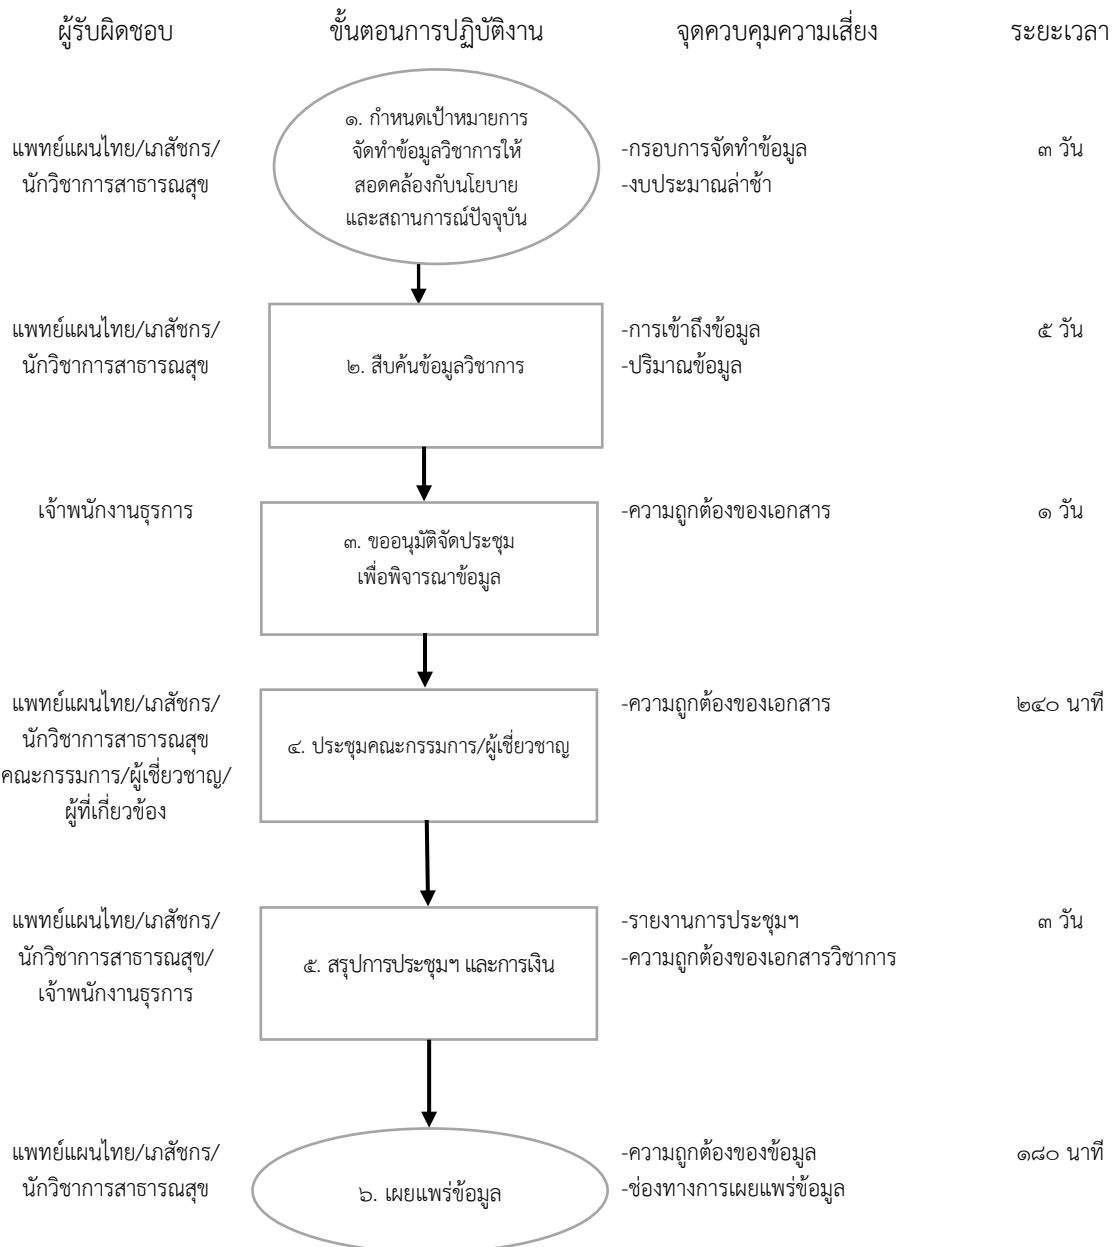 ผู้รับผิดชอบ ขั้นตอนการปฏิบัติงาน จุดควบคุมความเสี่ยง ระยะเวลา
๑. กำหนดเป้าหมายการ
จัดทำข้อมูลวิชาการให้
สอดคล้องกับนโยบาย
และสถานการณ์ปัจจุบัน
แพทย์แผนไทย/เภสัชกร/
นักวิชาการสาธารณสุข
-กรอบการจัดทำข้อมูล
-งบประมาณล่าช้า
๓ วัน
แพทย์แผนไทย/เภสัชกร/
นักวิชาการสาธารณสุข
๒. สืบค้นข้อมูลวิชาการ
-การเข้าถึงข้อมูล
-ปริมาณข้อมูล
๕ วัน
เจ้าพนักงานธุรการ
๓. ขออนุมัติจัดประชุม
เพื่อพิจารณาข้อมูล
-ความถูกต้องของเอกสาร
๑ วัน
แพทย์แผนไทย/เภสัชกร/
นักวิชาการสาธารณสุข
คณะกรรมการ/ผู้เชี่ยวชาญ/
ผู้ที่เกี่ยวข้อง
๔. ประชุมคณะกรรมการ/ผู้เชี่ยวชาญ
-ความถูกต้องของเอกสาร
๒๔๐ นาที
แพทย์แผนไทย/เภสัชกร/
นักวิชาการสาธารณสุข/
เจ้าพนักงานธุรการ
๕. สรุปการประชุมฯ และการเงิน
-รายงานการประชุมฯ
-ความถูกต้องของเอกสารวิชาการ
๓ วัน
แพทย์แผนไทย/เภสัชกร/
นักวิชาการสาธารณสุข
๖. เผยแพร่ข้อมูล
-ความถูกต้องของข้อมูล
-ช่องทางการเผยแพร่ข้อมูล
๑๘๐ นาที